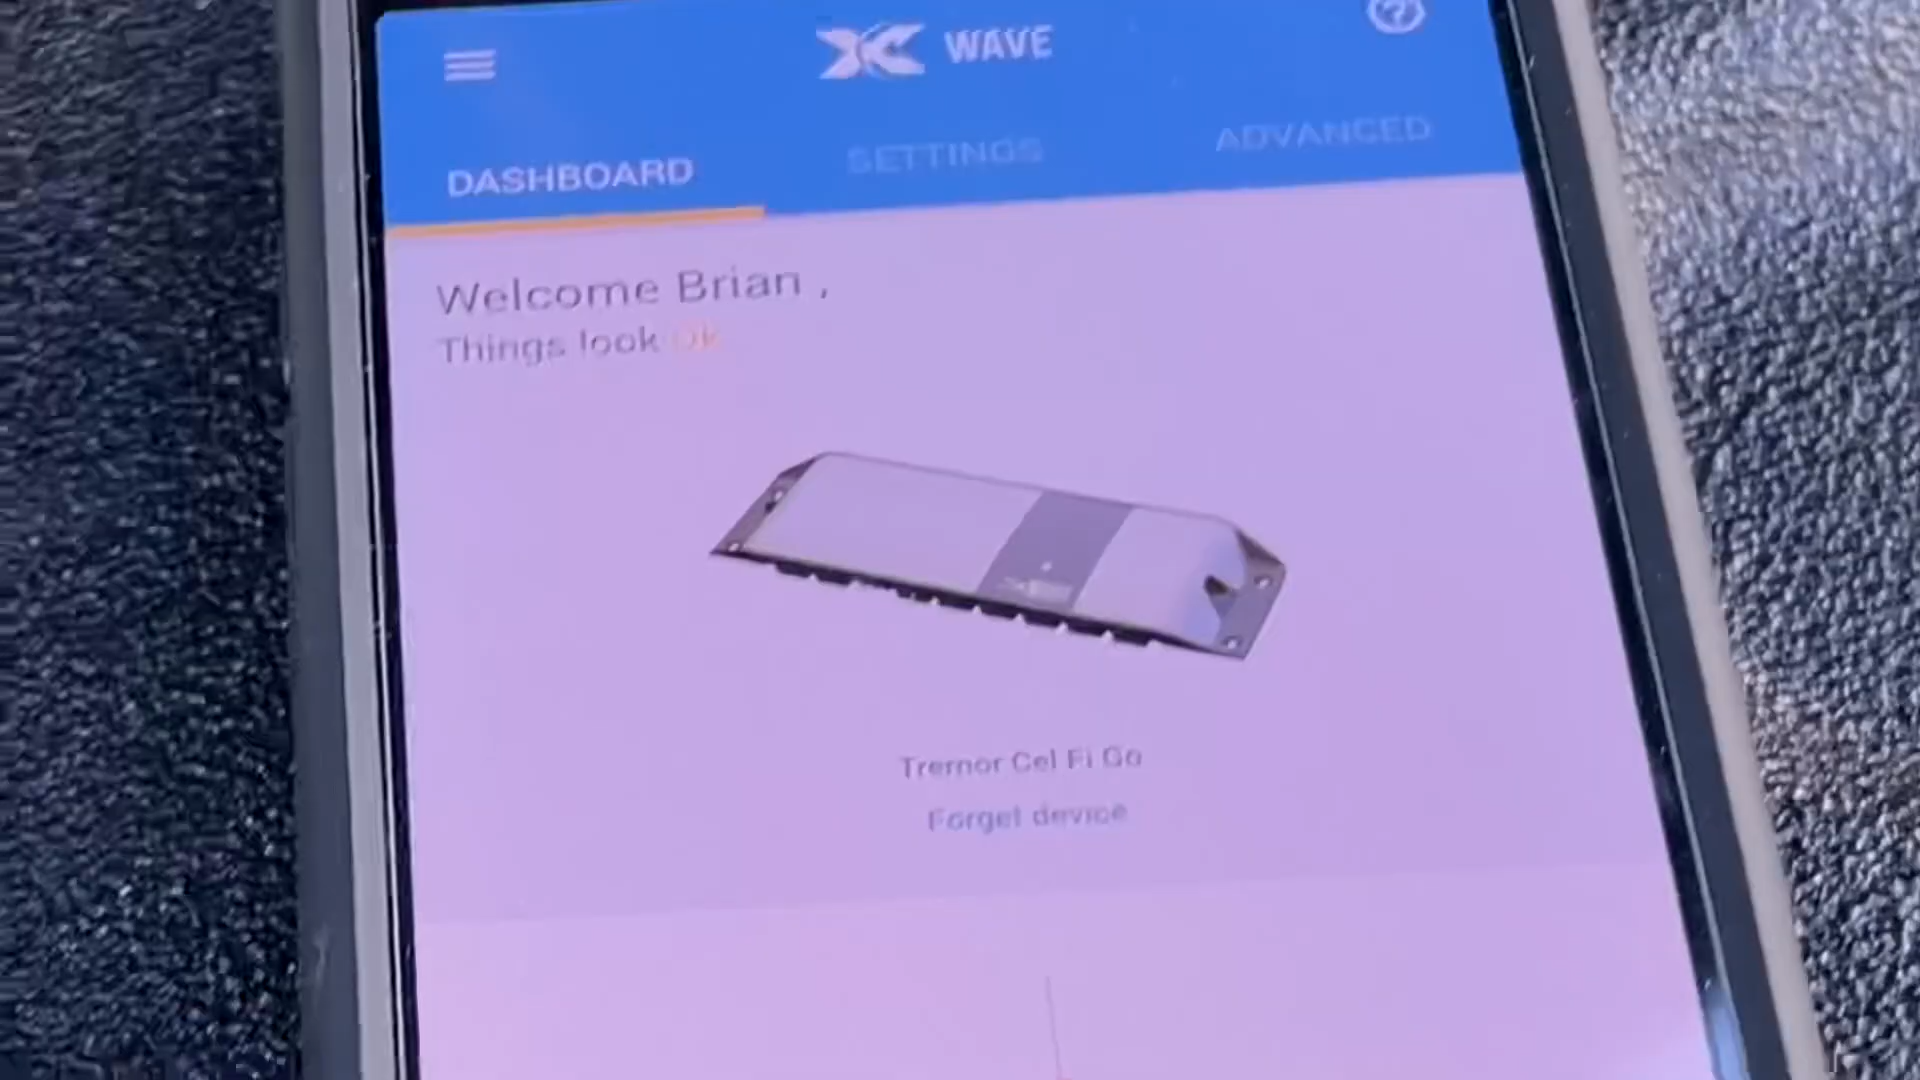 WAVE
DASHBOARD
SETTINGS
ADVANCED
Welcome Brian ,
Things look Ok
Tremor Cel Fi Go
Forget device